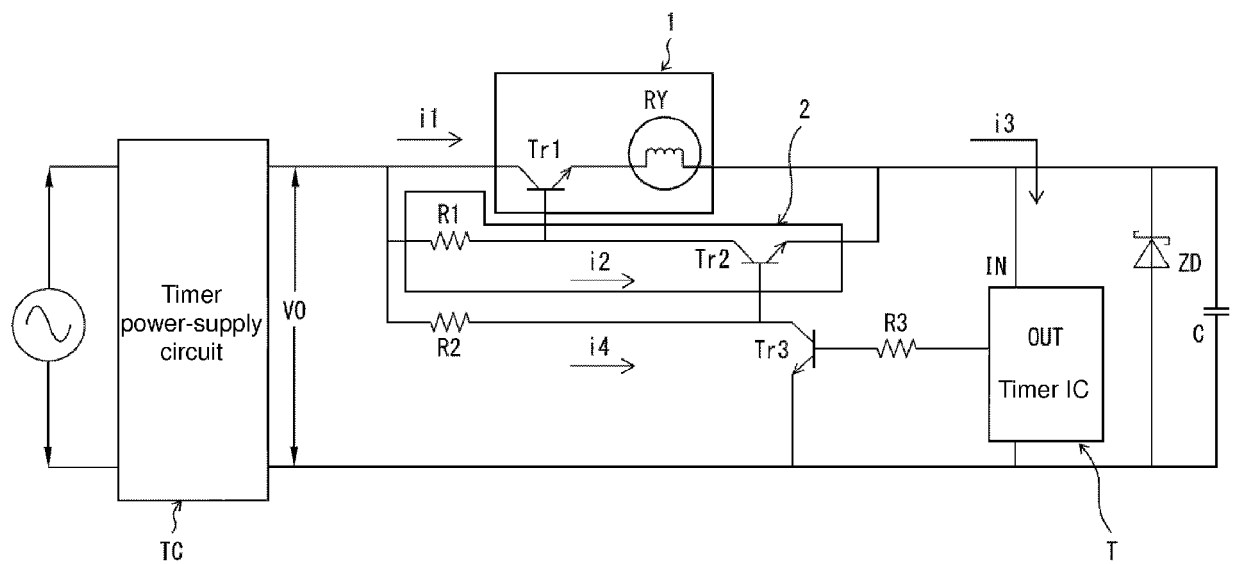 1
RY
i1
Tr1
2
i3
R1
Tr2
i2
IN
ZD
Timer
power-supply
circuit
V0
R2
i4
Tr3
R3
OUT
Timer IC
C
TC
T